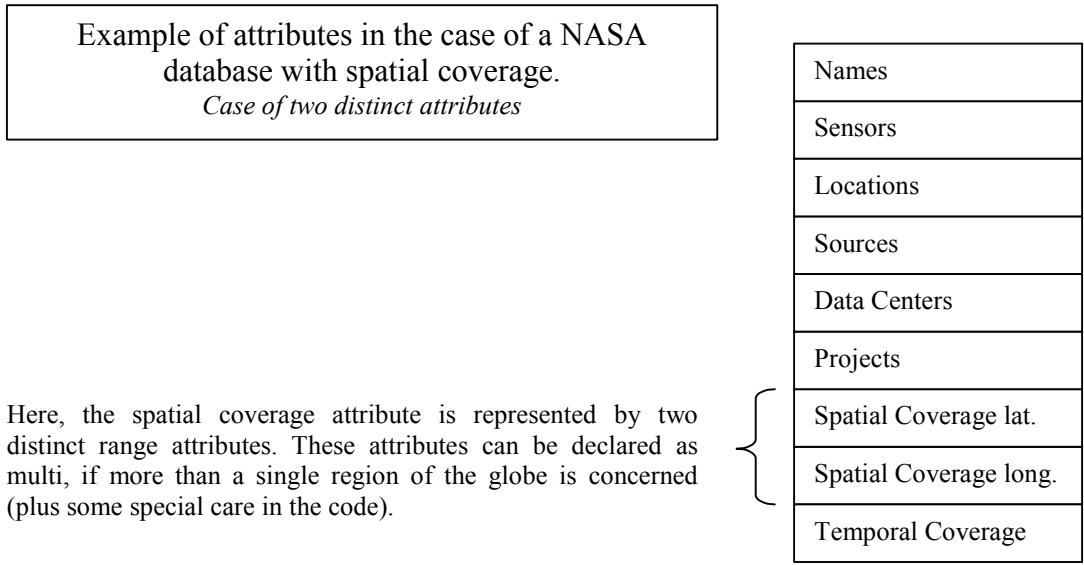 Example of attributes in the case of a NASA
database with spatial coverage.
Case of two distinct attributes
Names
Sensors
Locations
Sources
Data Centers
Projects
Spatial Coverage lat.
Spatial Coverage long.
Temporal Coverage
Here, the spatial coverage attribute is represented by two
distinct range attributes. These attributes can be declared as
multi, if more than a single region of the globe is concerned
(plus some special care in the code).